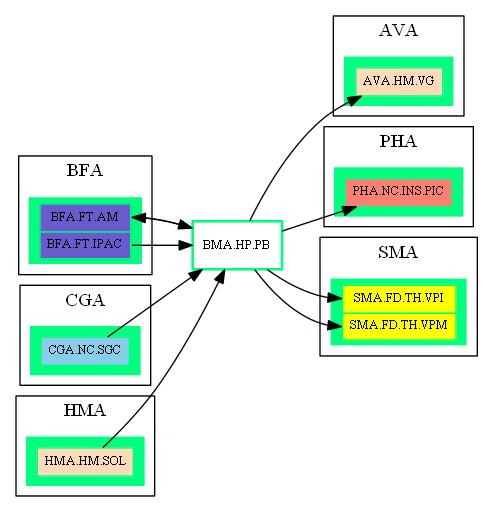 BFA
BFA.FT.AM
BFA.FT.IPAC
CGA
CGA.NC.SGC
HMA
HMA.HM.SOL
BMA.HP.PB
AVA
AVA.HM.VG
PHA
PHA.NC.INS.PIC
SMA
SMA.FD.TH.VPI
SMA.FD.TH.VPM